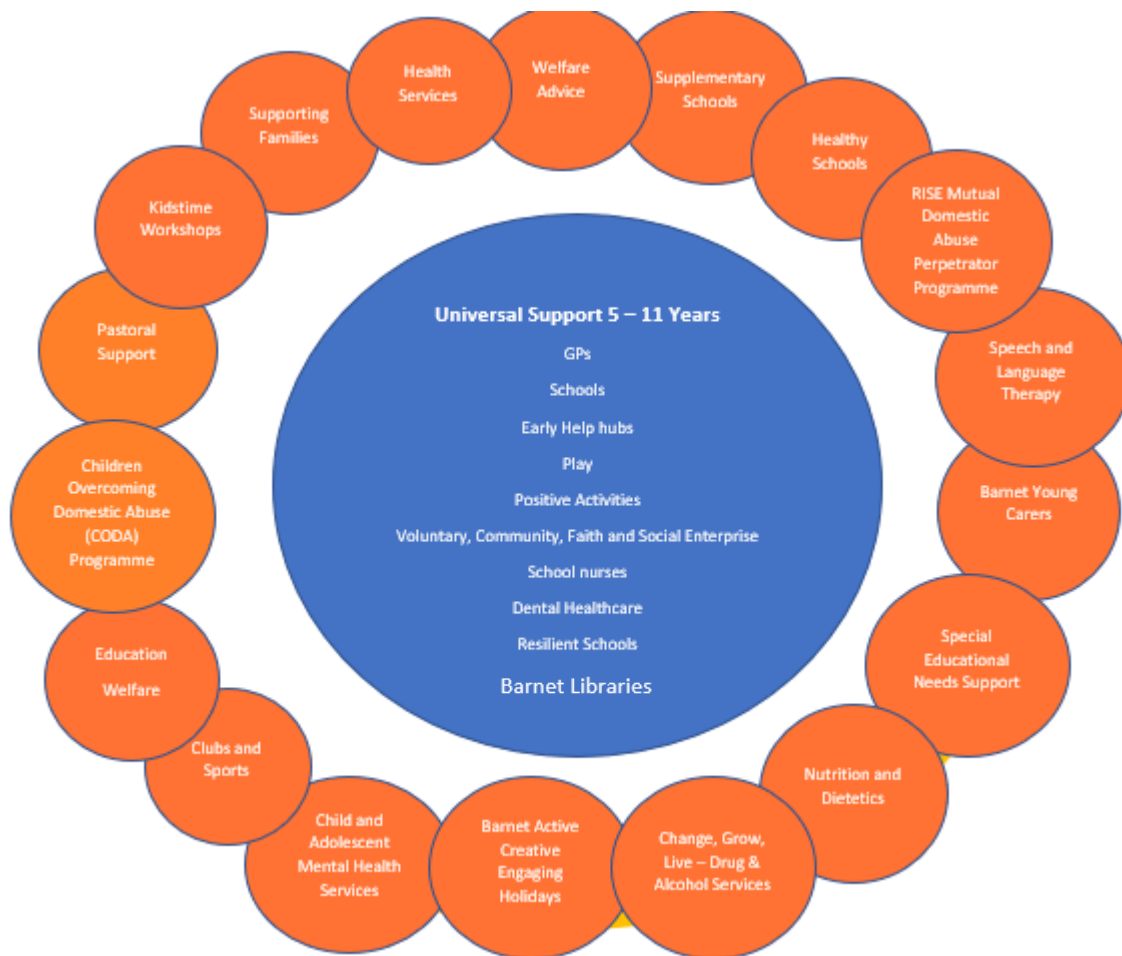 Health
Services
Welfare
Advice
Supplementary
Schools
Supporting
Families
Healthy
Schools
Kidstime
Workshops
RISE Mutual
Domestic
Abuse
Perpetrator
Programme
Pastoral
Support
Universal Support 5 – 11 Years
GPs
Schools
Early Help hubs
Play
Positive Activities
Voluntary, Community, Faith and Social Enterprise
School nurses
Dental Healthcare
Resilient Schools
Barnet Libraries
Speech and
Language
Therapy
Children
Overcoming
Domestic Abuse
(CODA)
Programme
Barnet Young
Carers
Education
Welfare
Special
Educational
Needs Support
Clubs and
Sports
Nutrition and
Dietetics
Child and
Adolescent
Mental Health
Services
Barnet Active
Creative
Engaging
Holidays
Change, Grow,
Live – Drug &
Alcohol Services